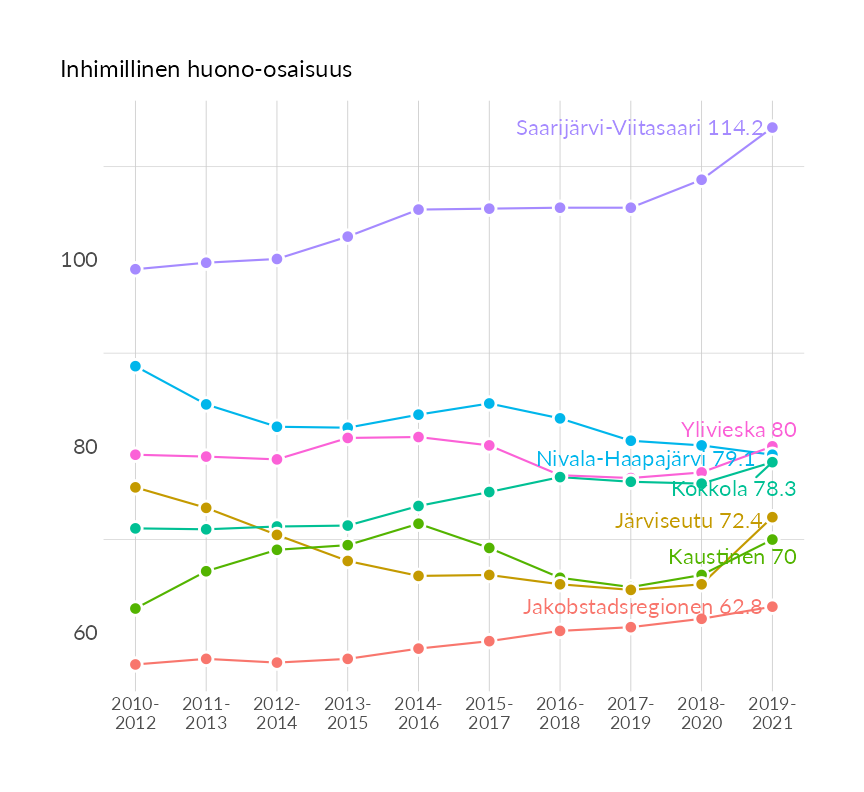 Inhimillinen huono-osaisuus
Saarijärvi-Viitasaari 114.2
100
Ylivieska 80
80
Nivala-Haapajärvi 79.1
Kokkola 78.3
Järviseutu 72.4
Kaustinen 70
Jakobstadsregionen 62.8
60
2010- 2011- 2012- 2013- 2014- 2015- 2016- 2017- 2018- 2019-
2012 2013 2014 2015 2016 2017 2018 2019 2020 2021